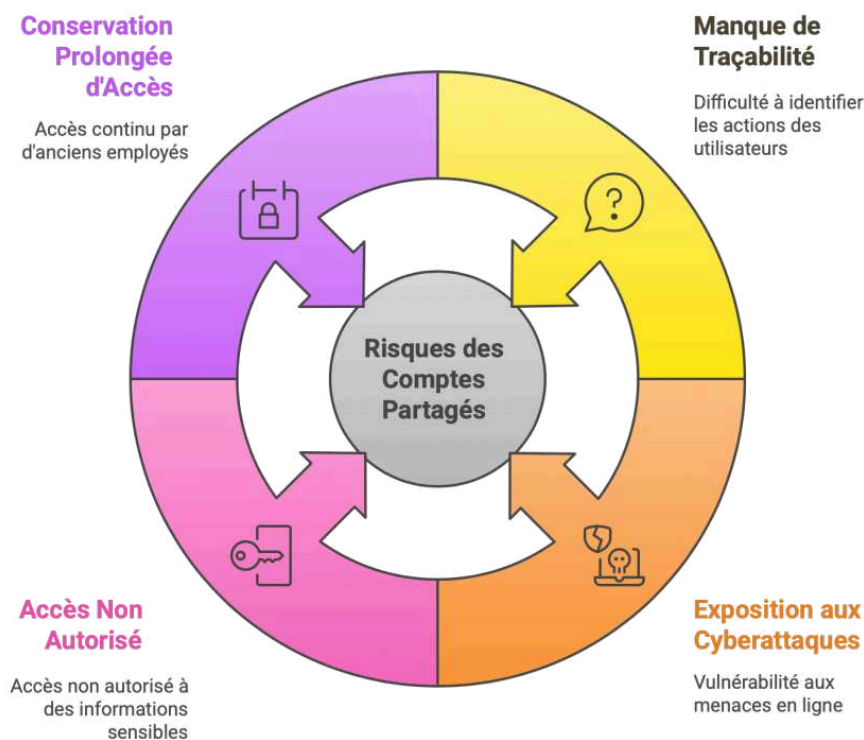 Conservation
Prolongée
d'Accès
Accès continu par
d'anciens employés
Manque de
Traçabilité
Difficulté à identifier
les actions des
utilisateurs
?
Risques des
Comptes
Partagés
Accès Non
Autorisé
Accès non autorisé à
des informations
sensibles
Exposition aux
Cyberattaques
Vulnérabilité aux
menaces en ligne